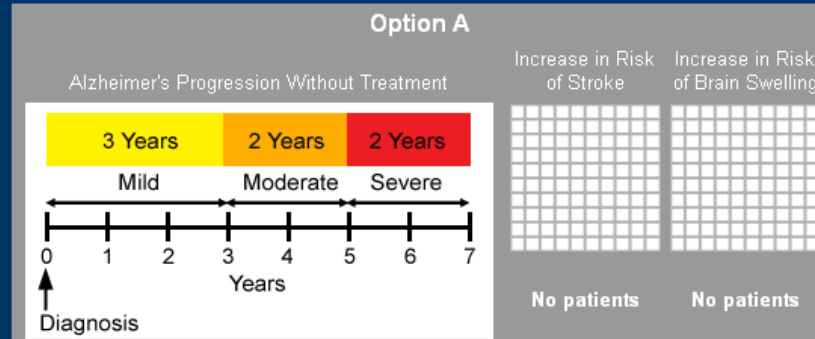 Option A
Alzheimer's Progression Without Treatment
Increase in Risk
of Stroke
Increase in Risk
of Brain Swelling
3 Years
2 Years
2 Years
Mild
Moderate
Severe
0 1 2 3 4 5 6 7
Years
Diagnosis
No patients
No patients